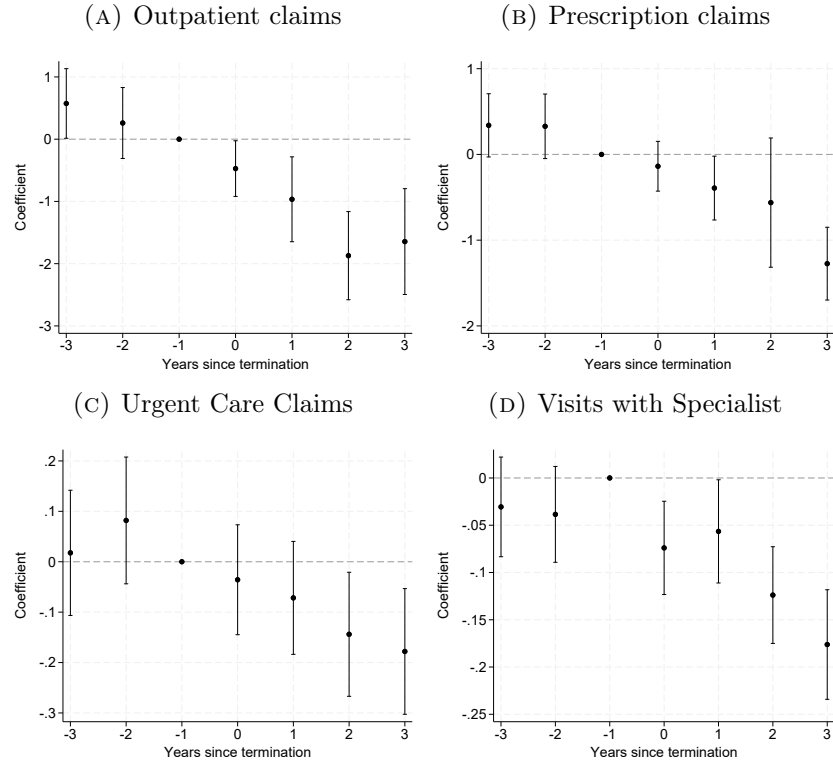 (A) Outpatient claims
1
0
-1
-2
-3
Coefficient
-3 -2 -1 0 1 2 3
Years since termination
(B) Prescription claims
1
0
-1
-2
Coefficient
-3 -2 -1 0 1 2 3
Years since termination
(C) Urgent Care Claims
.2
.1
0
-.1
-.2
-.3
Coefficient
-3 -2 -1 0 1 2 3
Years since termination
(D) Visits with Specialist
0
-.05
-.1
-.15
-.2
-.25
Coefficient
-3 -2 -1 0 1 2 3
Years since termination